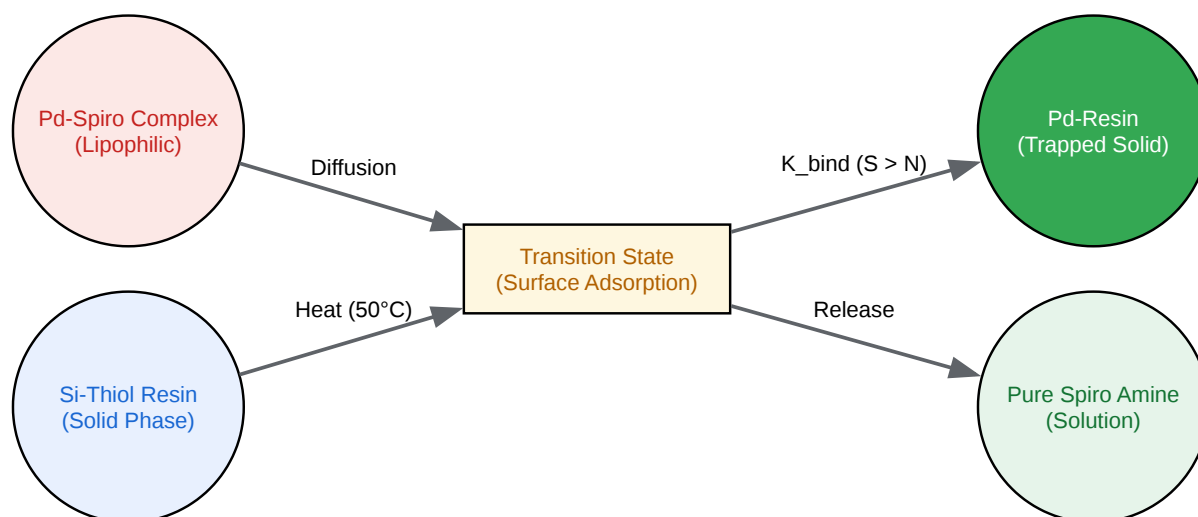 Pd-Spiro Complex
(Lipophilic)
Diffusion
Si-Thiol Resin
(Solid Phase)
Heat (50°C)
Transition State
(Surface Adsorption)
K_bind (S > N)
Pd-Resin
(Trapped Solid)
Release
Pure Spiro Amine
(Solution)